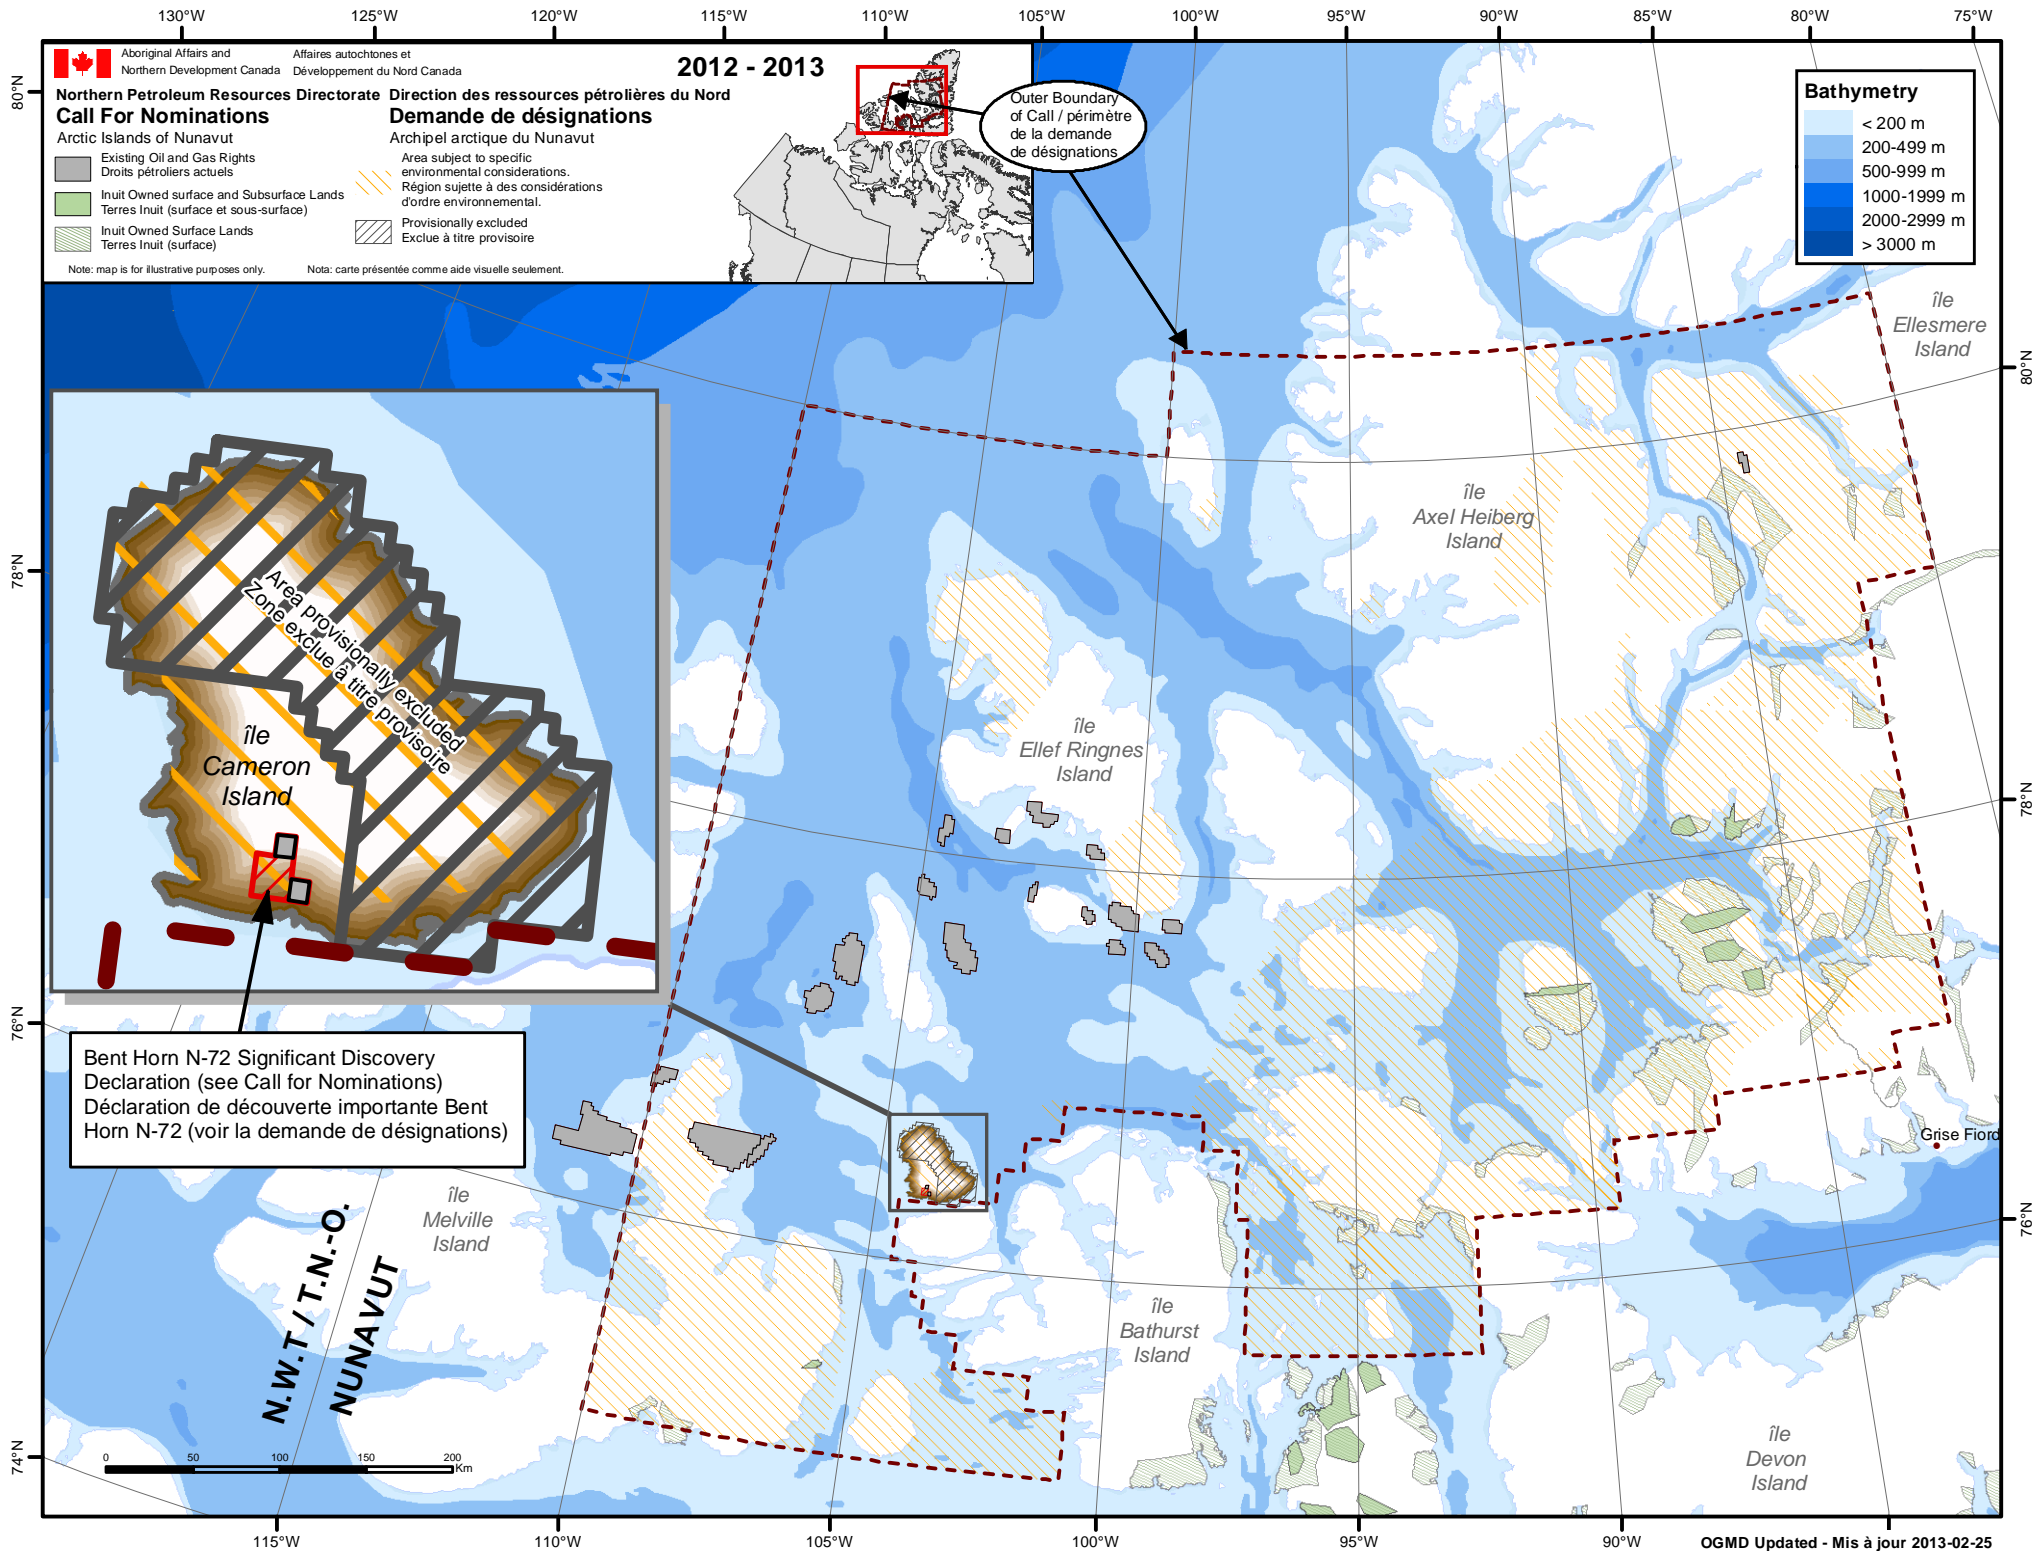 130°W
125°W
120°W
115°W
110°W
105°W
100°W
95°W
90°W
85°W
80°W
75°W
Aboriginal Affairs and
Northern Development Canada
Affaires autochtones et
Développement du Nord Canada
2012 - 2013
Northern Petroleum Resources Directorate
Call For Nominations
Arctic Islands of Nunavut
Direction des ressources pétrolières du Nord
Demande de désignations
Archipel arctique du Nunavut
Existing Oil and Gas Rights
Droits pétroliers actuels
Inuit Owned surface and Subsurface Lands
Terres Inuit (surface et sous-surface)
Inuit Owned Surface Lands
Terres Inuit (surface)
Area subject to specific
environmental considerations.
Région sujette à des considérations
d'ordre environnemental.
Provisionally excluded
Exclue à titre provisoire
Note: map is for illustrative purposes only.
Nota: carte présentée comme aide visuelle seulement.
Outer Boundary
of Call / périmètre
de la demande
de désignations
Bathymetry
< 200 m
200-499 m
500-999 m
1000-1999 m
2000-2999 m
> 3000 m
80°N
78°N
76°N
74°N
80°N
78°N
76°N
île
Ellesmere
Island
île
Axel Heiberg
Island
île
Ellef Ringnes
Island
Area provisionally excluded
Zone exclue à titre provisoire
île
Cameron
Island
Bent Horn N-72 Significant Discovery
Declaration (see Call for Nominations)
Déclaration de découverte importante Bent
Horn N-72 (voir la demande de désignations)
Grise Fiord
île
Melville
Island
N.W.T / T.N.-O.
NUNAVUT
île
Bathurst
Island
île
Devon
Island
0
50
100
150
200
Km
115°W
110°W
105°W
100°W
95°W
90°W
OGMD Updated - Mis à jour 2013-02-25